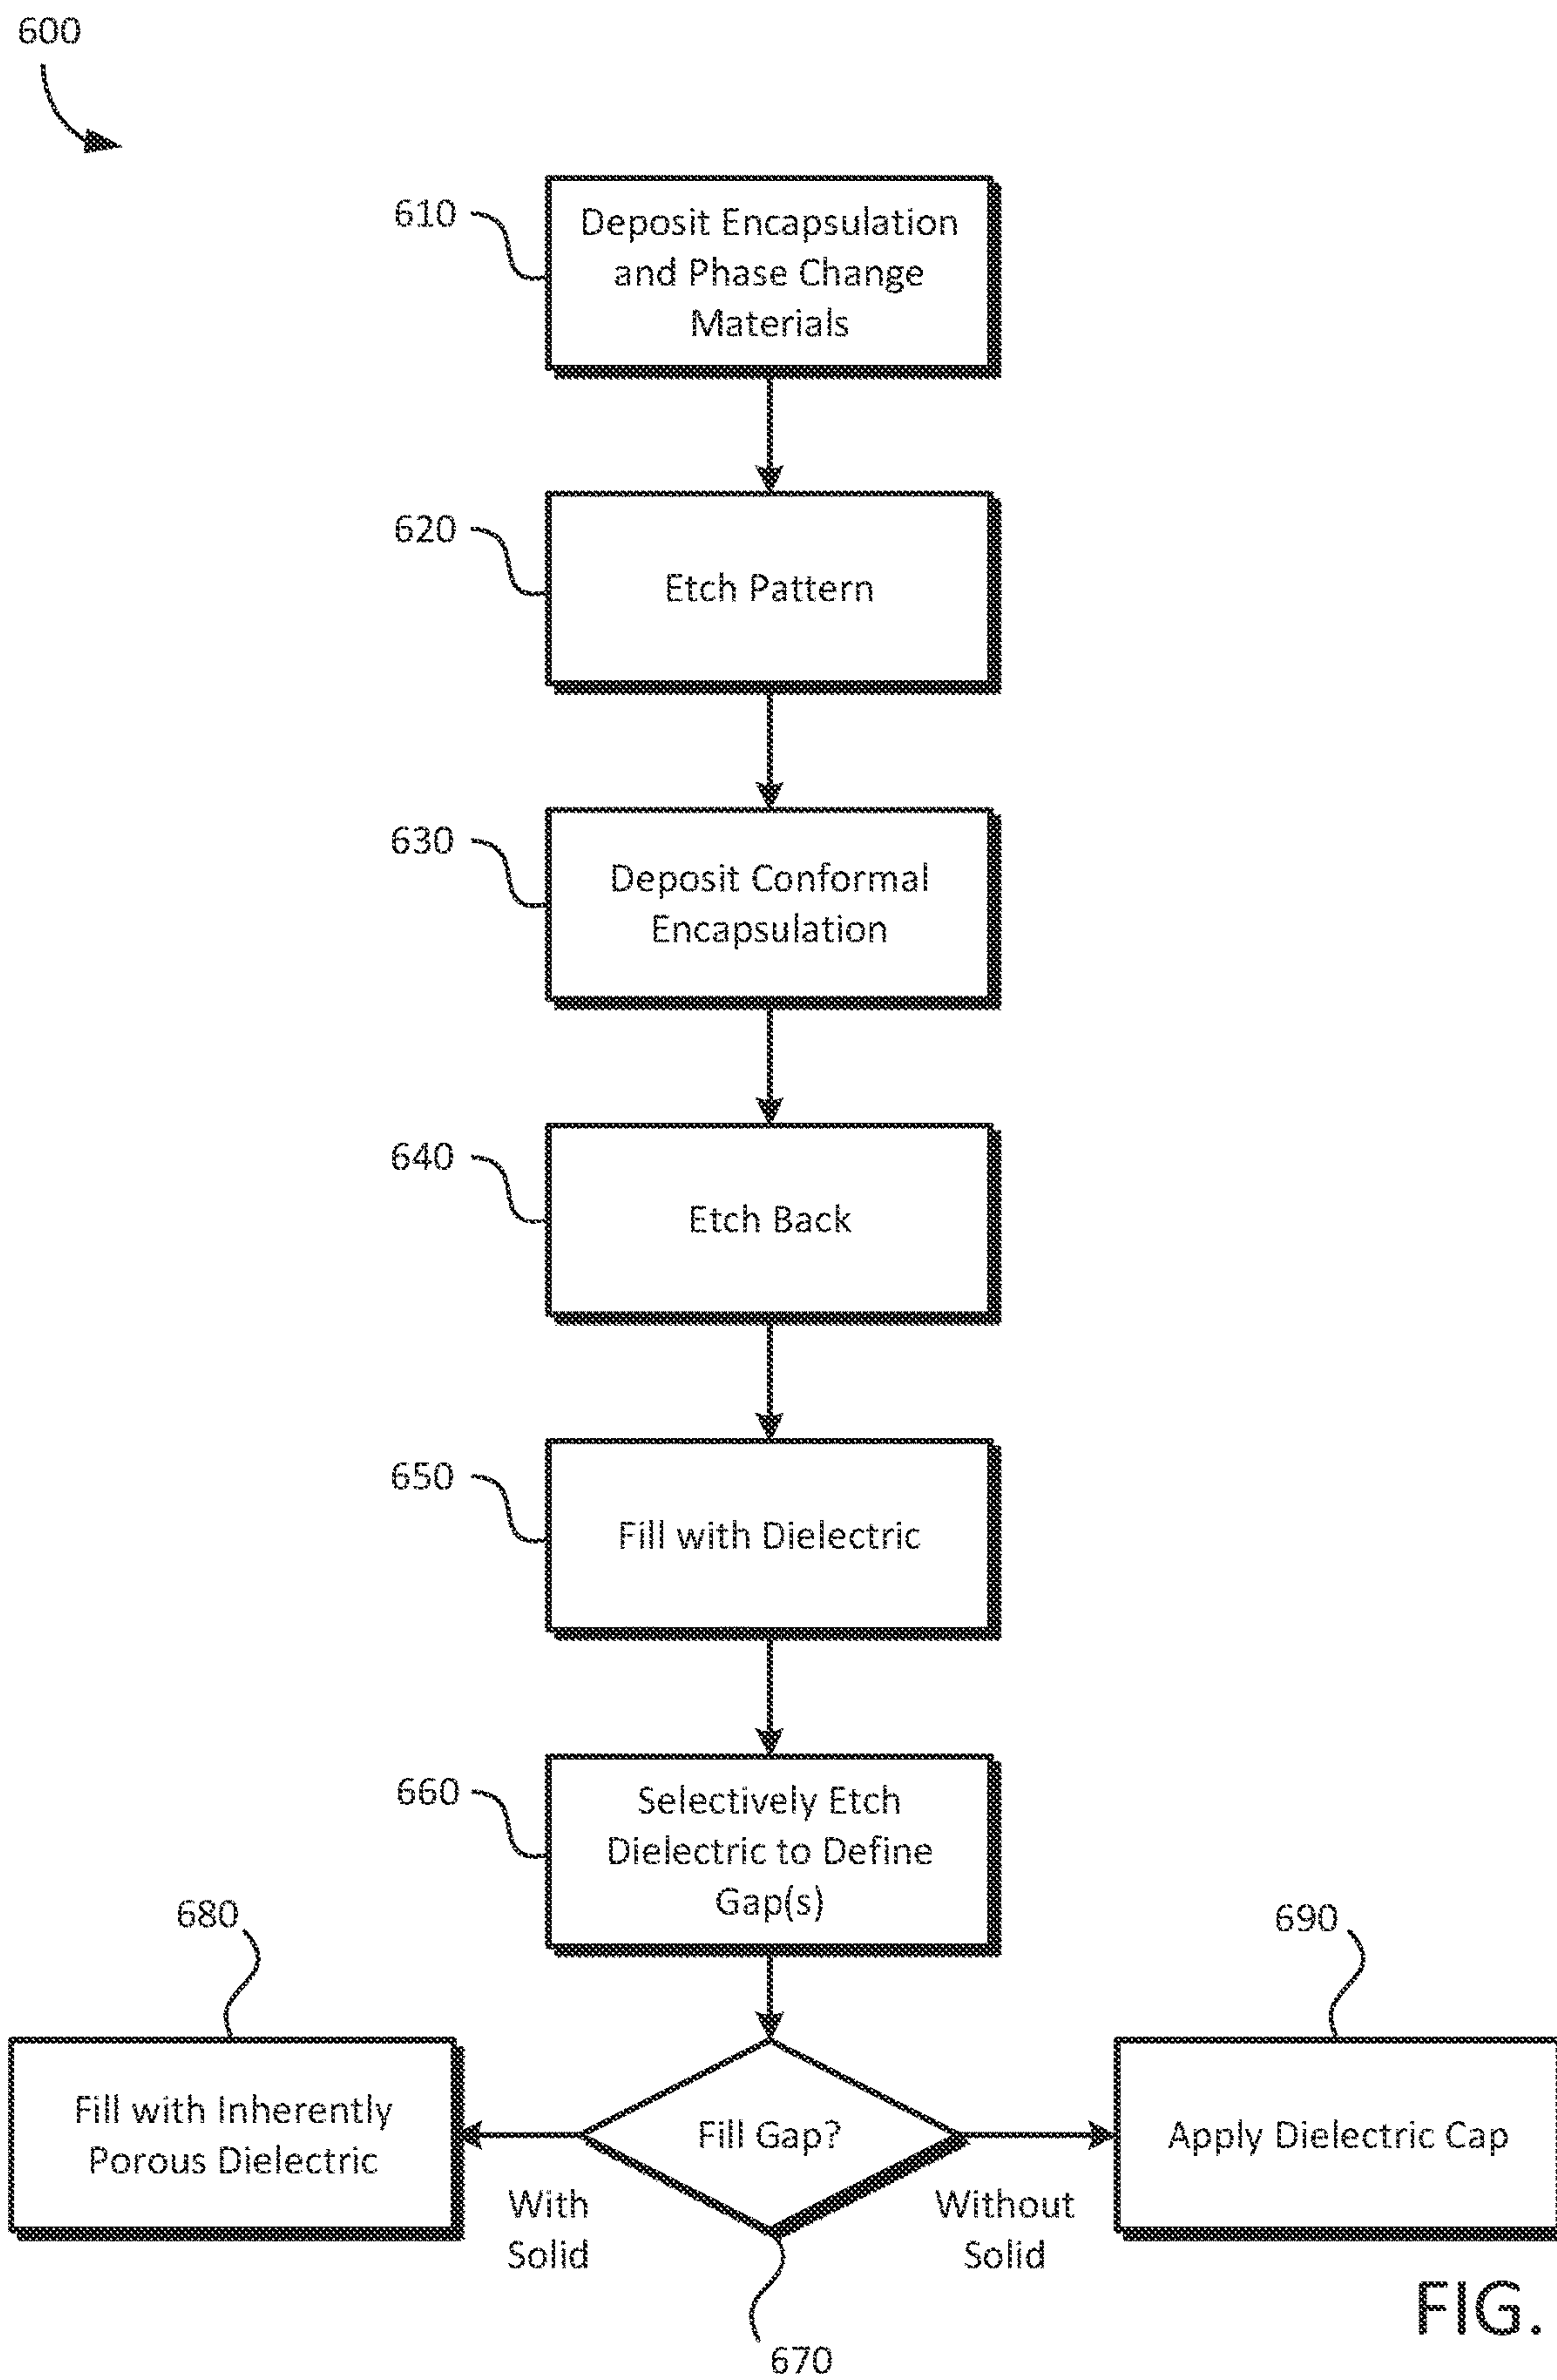 600
610
Deposit Encapsulation
and Phase Change
Materials
620
Etch Pattern
630
Deposit Conformal
Encapsulation
640
Etch Back
650
Fill with Dielectric
660
Selectively Etch
Dielectric to Define
Gap(s)
680
690
Fill with Inherently
Porous Dielectric
Fill Gap?
Apply Dielectric Cap
With
Solid
Without
Solid
670
FIG.